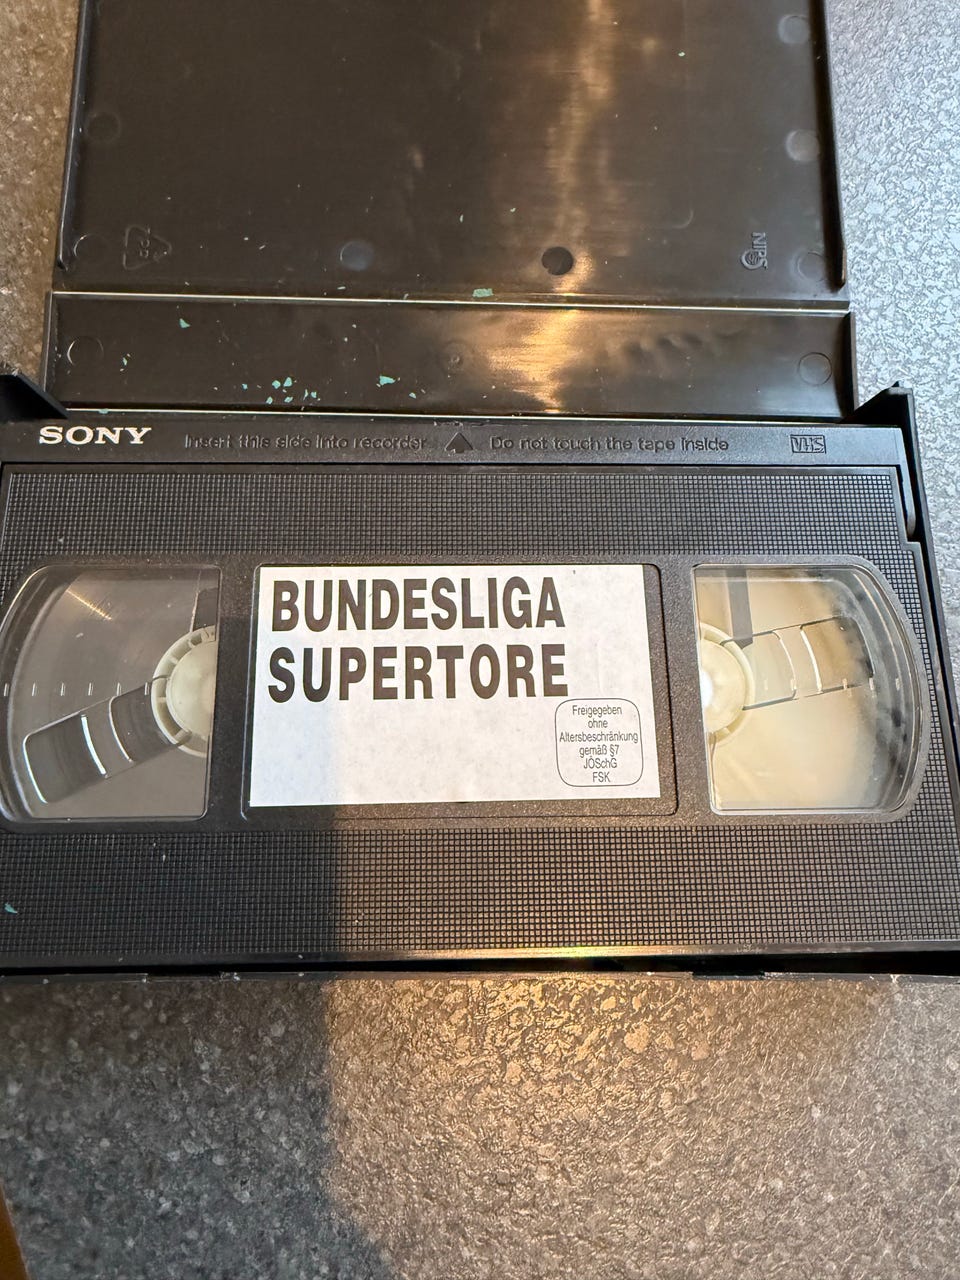 NPS
SONY Insert this side into recorder Do not touch the tape inside VHS
BUNDESLIGA
SUPERTORE
Freigegeben
ohne
Altersbeschränkung
gemäß §7
JÖSchG
FSK